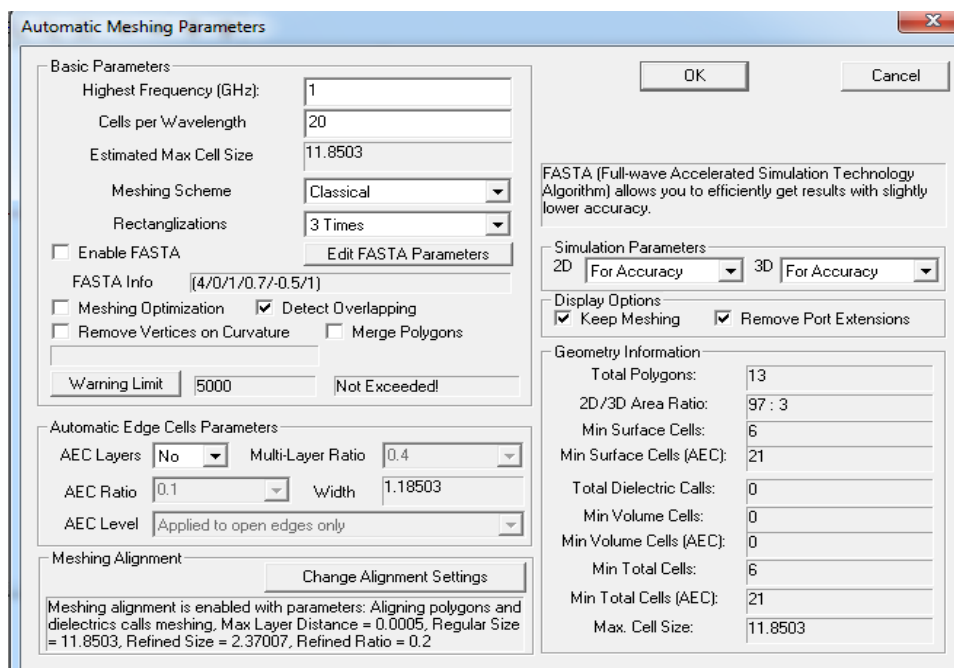 Automatic Meshing Parameters
Basic Parameters
Highest Frequency (GHz): 1
Cells per Wavelength 20
Estimated Max Cell Size 11.8503
Meshing Scheme Classical
Rectanglizations 3 Times
Enable FASTA Edit FASTA Parameters
FASTA Info (4/0/1/0.7/-0.5/1)
Meshing Optimization Detect Overlapping
Remove Vertices on Curvature Merge Polygons
Warning Limit 5000 Not Exceeded!
Automatic Edge Cells Parameters
AEC Layers No Multi-Layer Ratio 0.4
AEC Ratio 0.1 Width 1.18503
AEC Level Applied to open edges only
Meshing Alignment
Change Alignment Settings
Meshing alignment is enabled with parameters: Aligning polygons and
dielectrics calls meshing, Max Layer Distance = 0.0005, Regular Size
= 11.8503, Refined Size = 2.37007, Refined Ratio = 0.2
OK Cancel
FASTA (Full-wave Accelerated Simulation Technology
Algorithm) allows you to efficiently get results with slightly
lower accuracy.
Simulation Parameters
2D For Accuracy 3D For Accuracy
Display Options
Keep Meshing Remove Port Extensions
Geometry Information
Total Polygons: 13
2D/3D Area Ratio: 97 : 3
Min Surface Cells: 6
Min Surface Cells (AEC): 21
Total Dielectric Calls: 0
Min Volume Cells: 0
Min Volume Cells (AEC): 0
Min Total Cells: 6
Min Total Cells (AEC): 21
Max. Cell Size: 11.8503